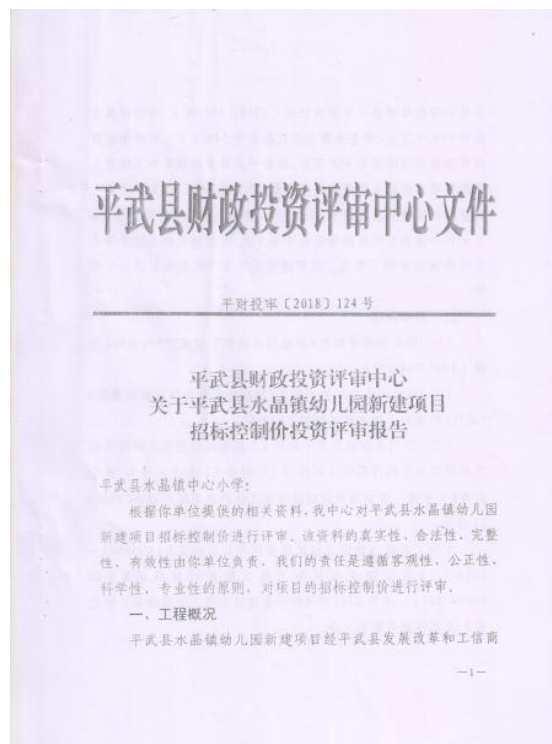 平武县财政投资评审中心文件
平财投审〔2018〕124 号
平武县财政投资评审中心
关于平武县水晶镇幼儿园新建项目
招标控制价投资评审报告
平武县水晶镇中心小学：
根据你单位提供的相关资料，我中心对平武县水晶镇幼儿园
新建项目招标控制价进行评审。该资料的真实性、合法性、完整
性、有效性由你单位负责。我们的责任是遵循客观性、公正性、
科学性、专业性的原则，对项目的招标控制价进行评审。
一、工程概况
平武县水晶镇幼儿园新建项目经平武县发展改革和工信商
—1—